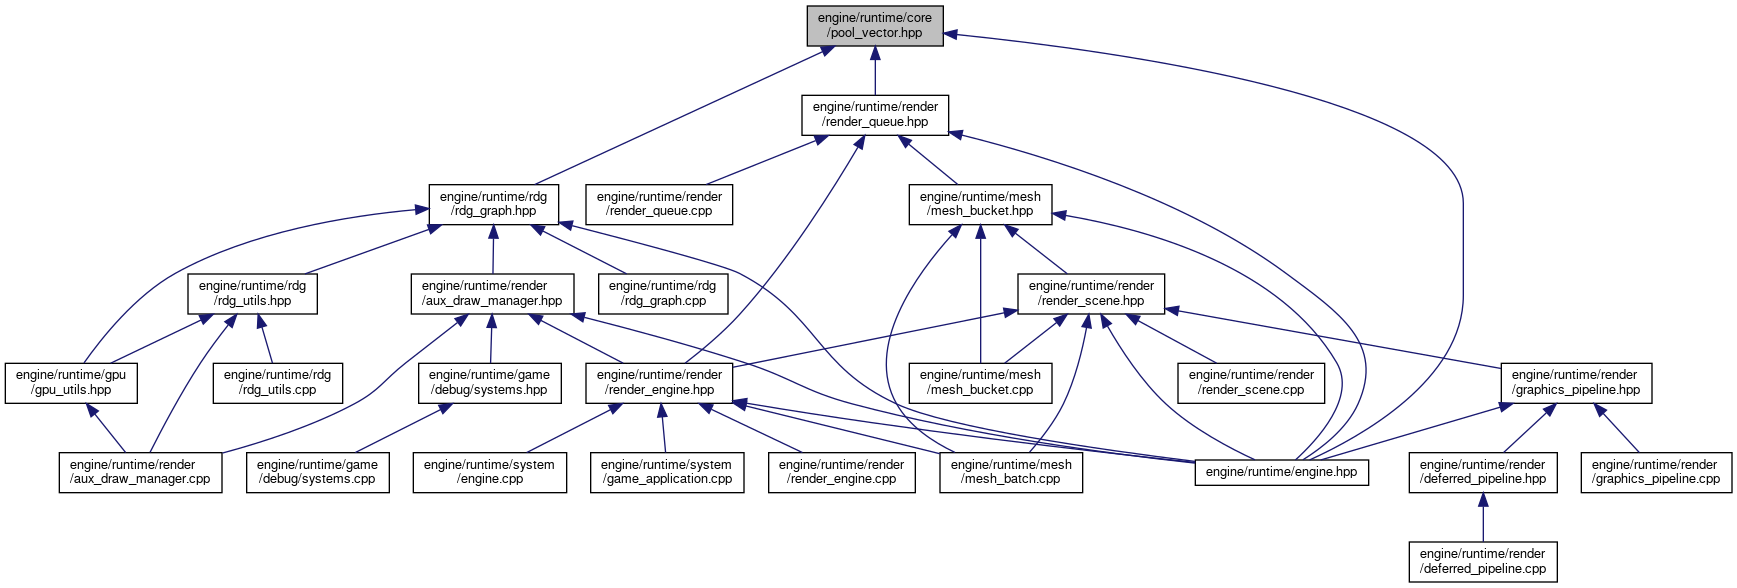 engine/runtime/core
/pool_vector.hpp
engine/runtime/render
/render_queue.hpp
engine/runtime/rdg
/rdg_graph.hpp
engine/runtime/render
/render_queue.cpp
engine/runtime/mesh
/mesh_bucket.hpp
engine/runtime/rdg
/rdg_utils.hpp
engine/runtime/render
/aux_draw_manager.hpp
engine/runtime/rdg
/rdg_graph.cpp
engine/runtime/render
/render_scene.hpp
engine/runtime/gpu
/gpu_utils.hpp
engine/runtime/rdg
/rdg_utils.cpp
engine/runtime/game
/debug/systems.hpp
engine/runtime/render
/render_engine.hpp
engine/runtime/mesh
/mesh_bucket.cpp
engine/runtime/render
/render_scene.cpp
engine/runtime/render
/graphics_pipeline.hpp
engine/runtime/render
/aux_draw_manager.cpp
engine/runtime/game
/debug/systems.cpp
engine/runtime/system
/engine.cpp
engine/runtime/system
/game_application.cpp
engine/runtime/render
/render_engine.cpp
engine/runtime/mesh
/mesh_batch.cpp
engine/runtime/engine.hpp
engine/runtime/render
/deferred_pipeline.hpp
engine/runtime/render
/graphics_pipeline.cpp
engine/runtime/render
/deferred_pipeline.cpp